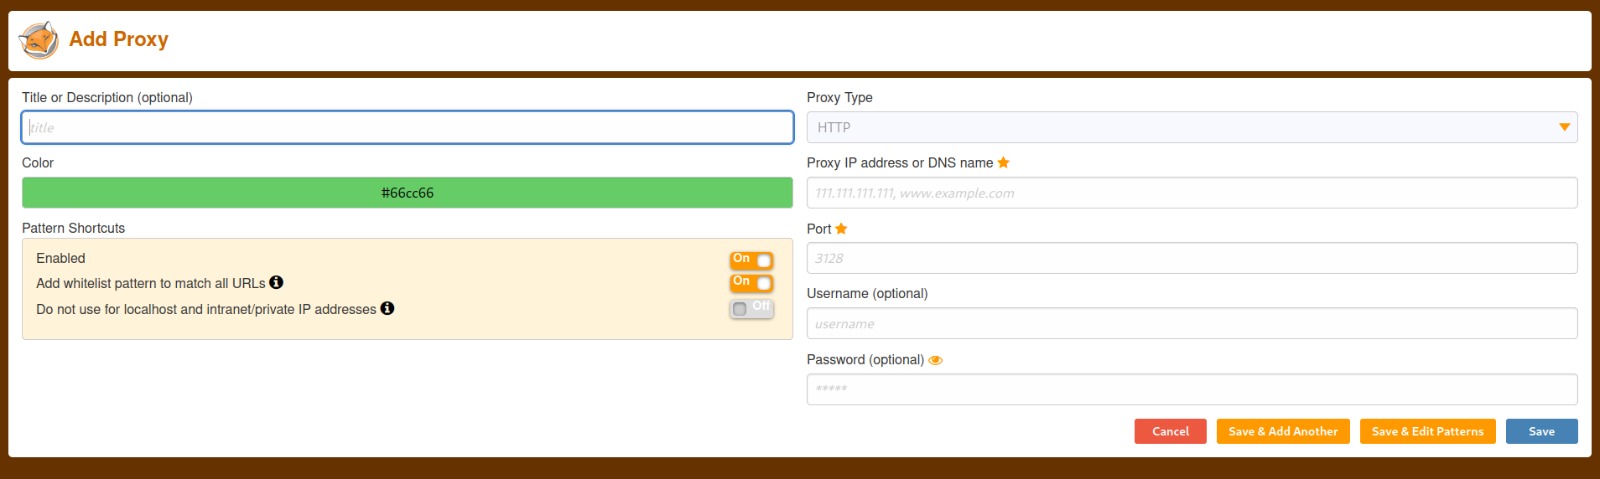 Add Proxy
Title or Description (optional)
title
Color
#66cc66
Pattern Shortcuts
Enabled
On
Add whitelist pattern to match all URLs
On
Do not use for localhost and intranet/private IP addresses
Off
Proxy Type
HTTP
Proxy IP address or DNS name
111.111.111.111, www.example.com
Port
3128
Username (optional)
username
Password (optional)
*****
Cancel
Save & Add Another
Save & Edit Patterns
Save